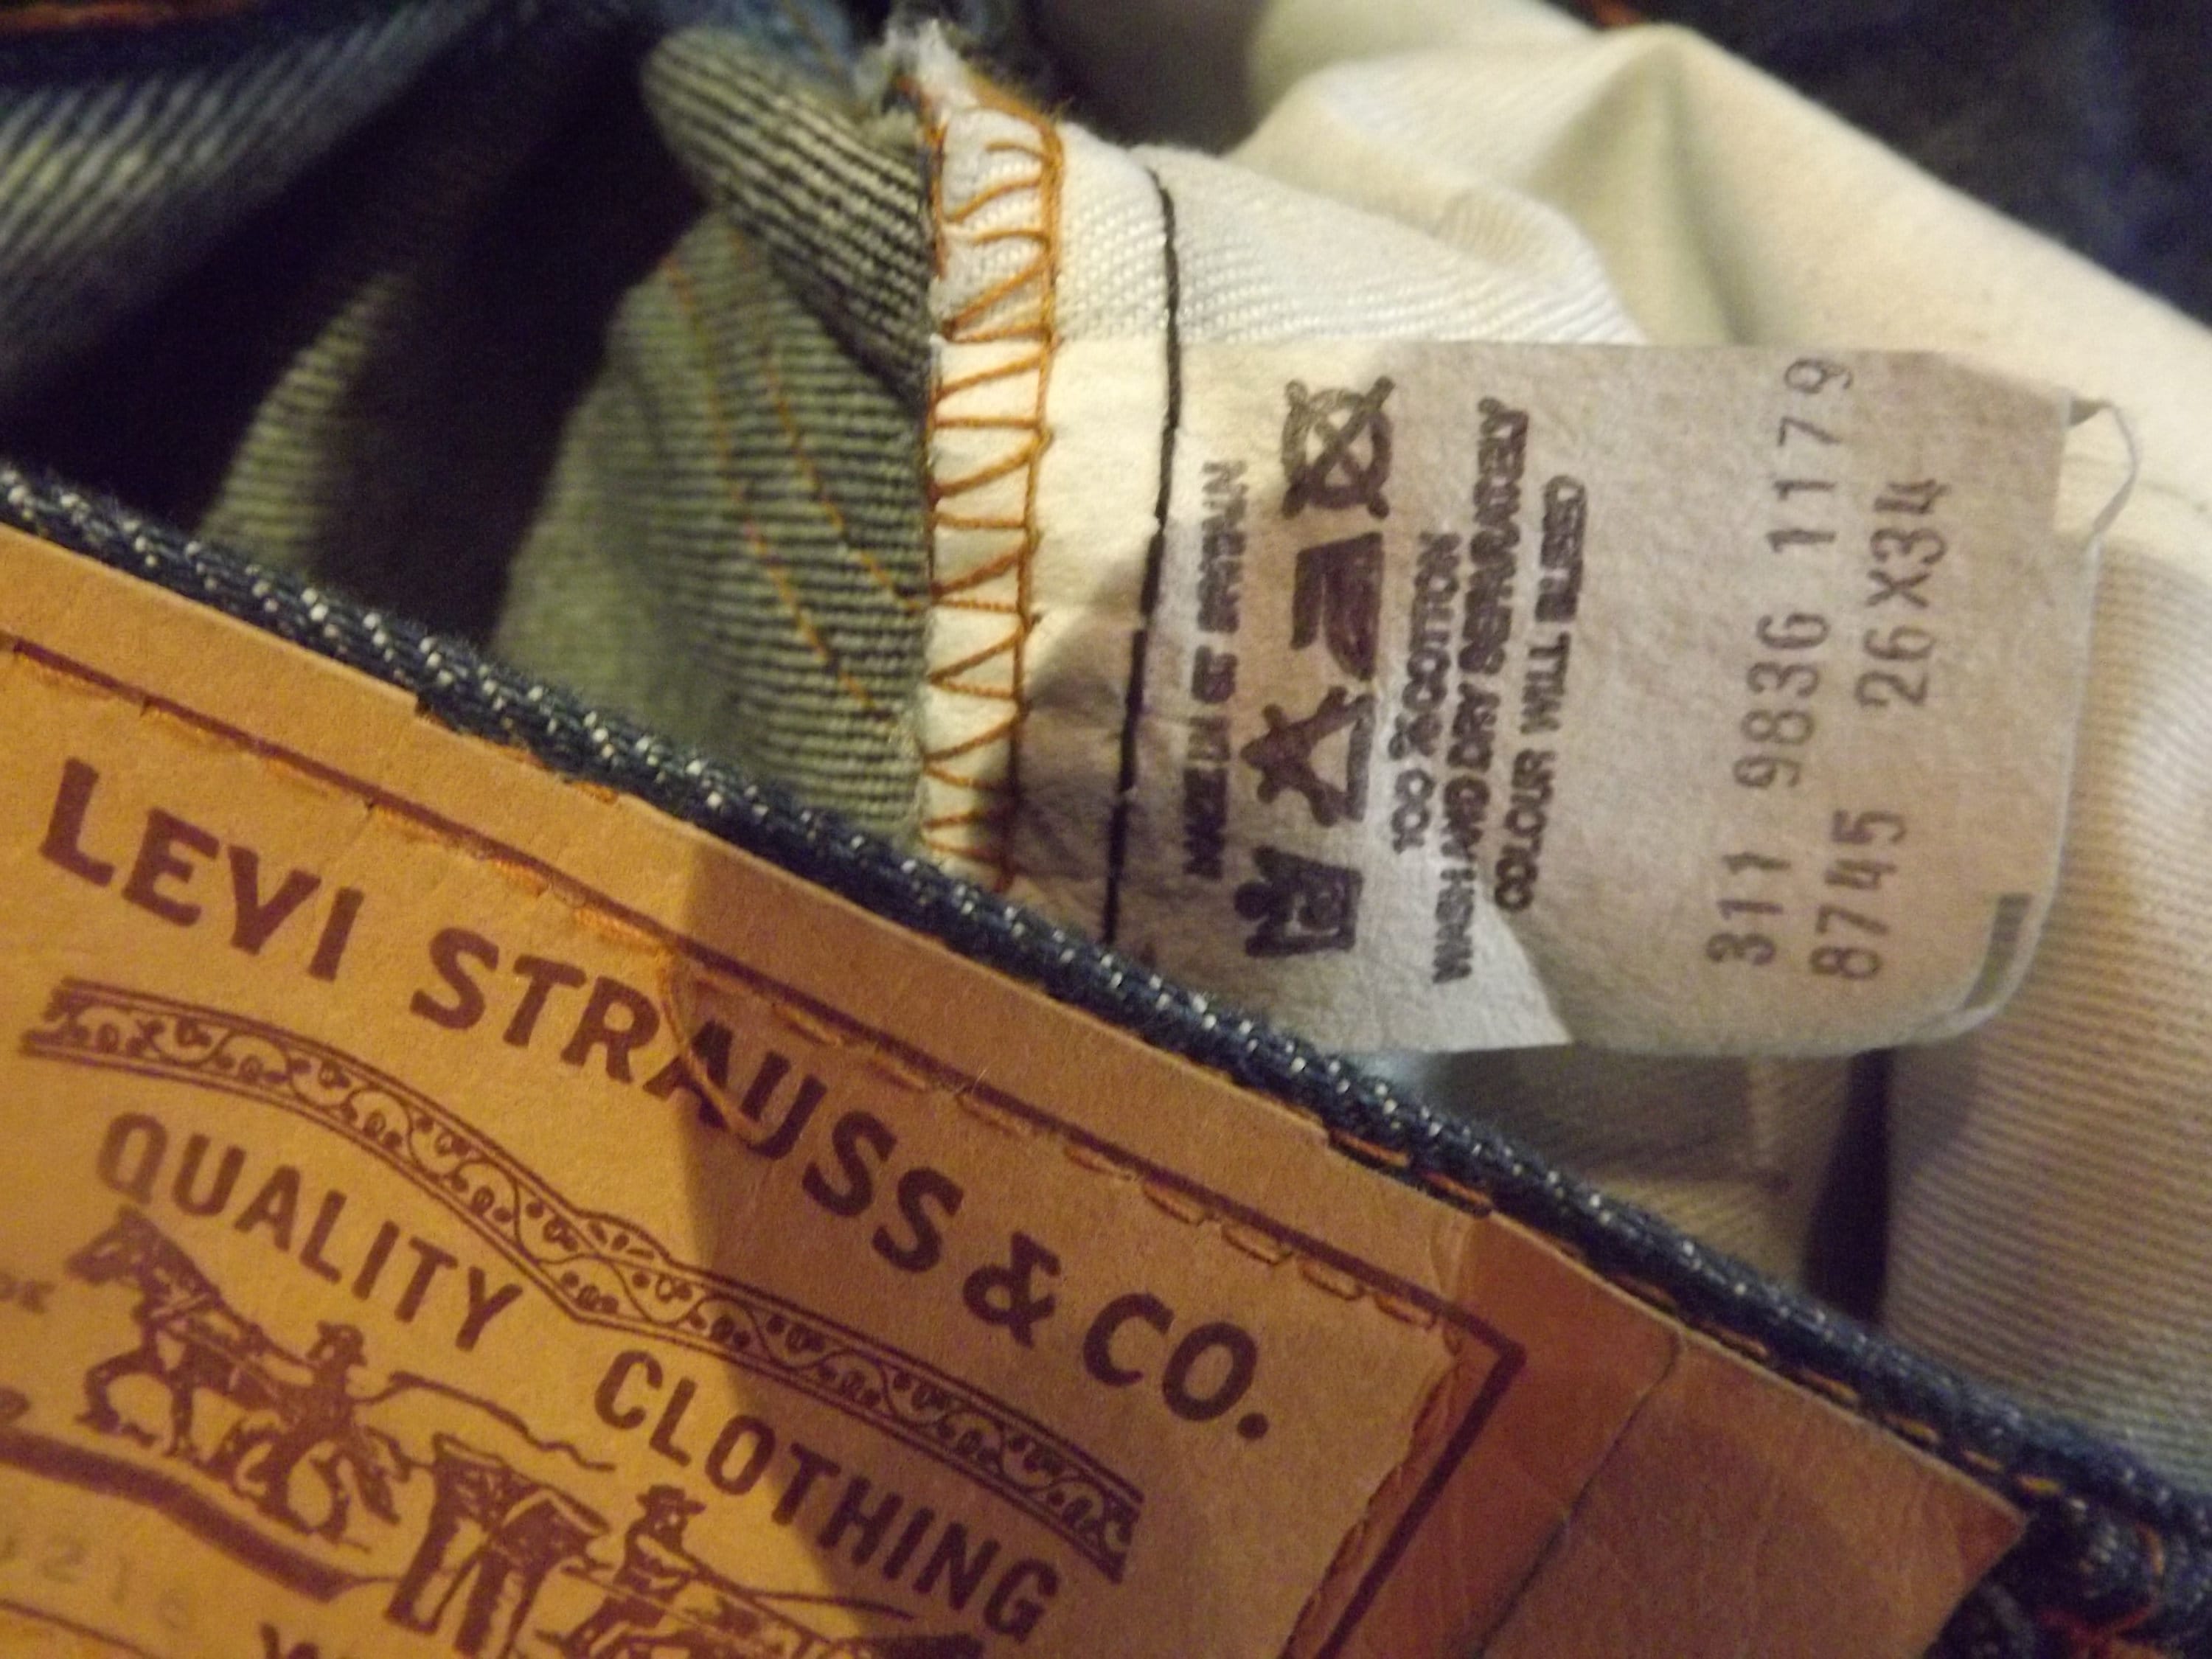 LEVI STRAUSS & CO.
QUALITY CLOTHING
MADE IN GT BRITAIN
100 % COTTON
WASH AND DRY SEPARATELY
COLOUR WILL BLEED
311 9836 1179
8745 26X34